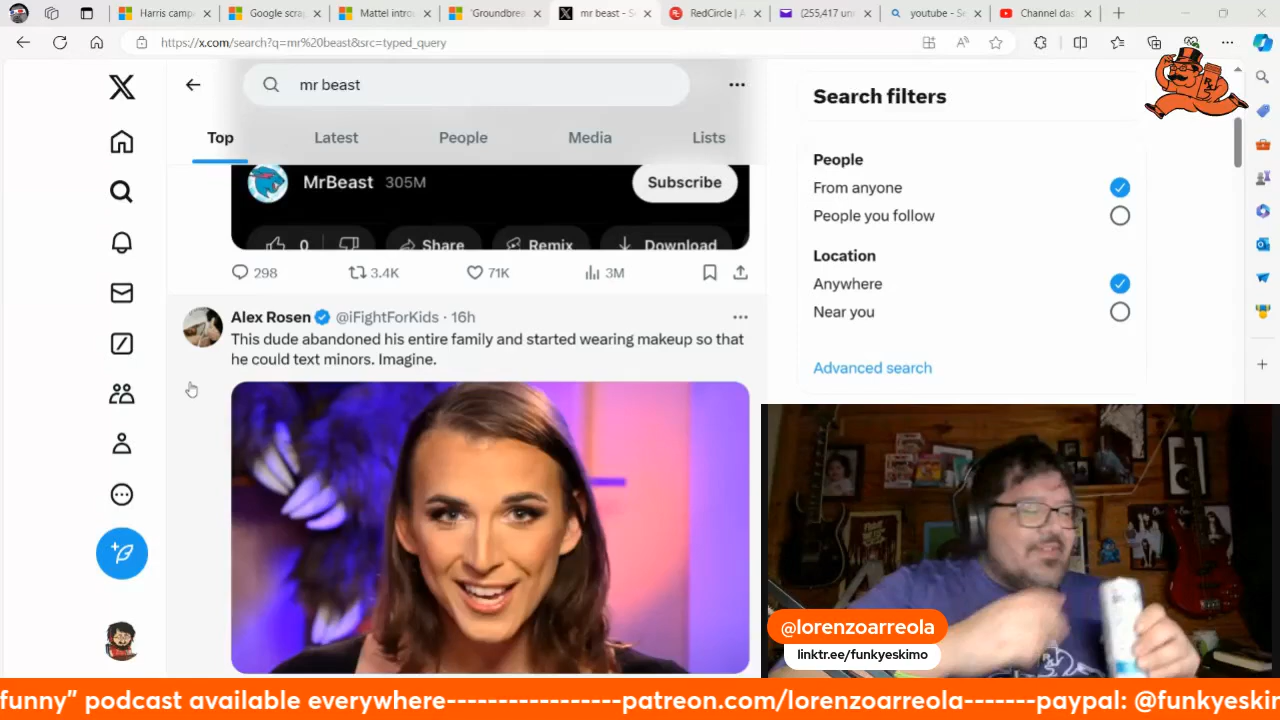 Harris camp
Google scra
Mattel intro
"Groundbre
mr beast - S
RedCircle | A
(255,417 un
youtube - Se
Channel das
https://x.com/search?q=mr%20beast&src=typed_query
mr beast
Top
Latest
People
Media
Lists
MrBeast 305M
Subscribe
0
Share
Remix
Download
298
3.4K
71K
3M
Alex Rosen @iFightForKids · 16h
This dude abandoned his entire family and started wearing makeup so that
he could text minors. Imagine.
Search filters
People
From anyone
People you follow
Location
Anywhere
Near you
Advanced search
@lorenzoarreola
linktr.ee/funkyeskimo
funny" podcast available everywhere----------------patreon.com/lorenzoarreola-------paypal: @funkyeskim